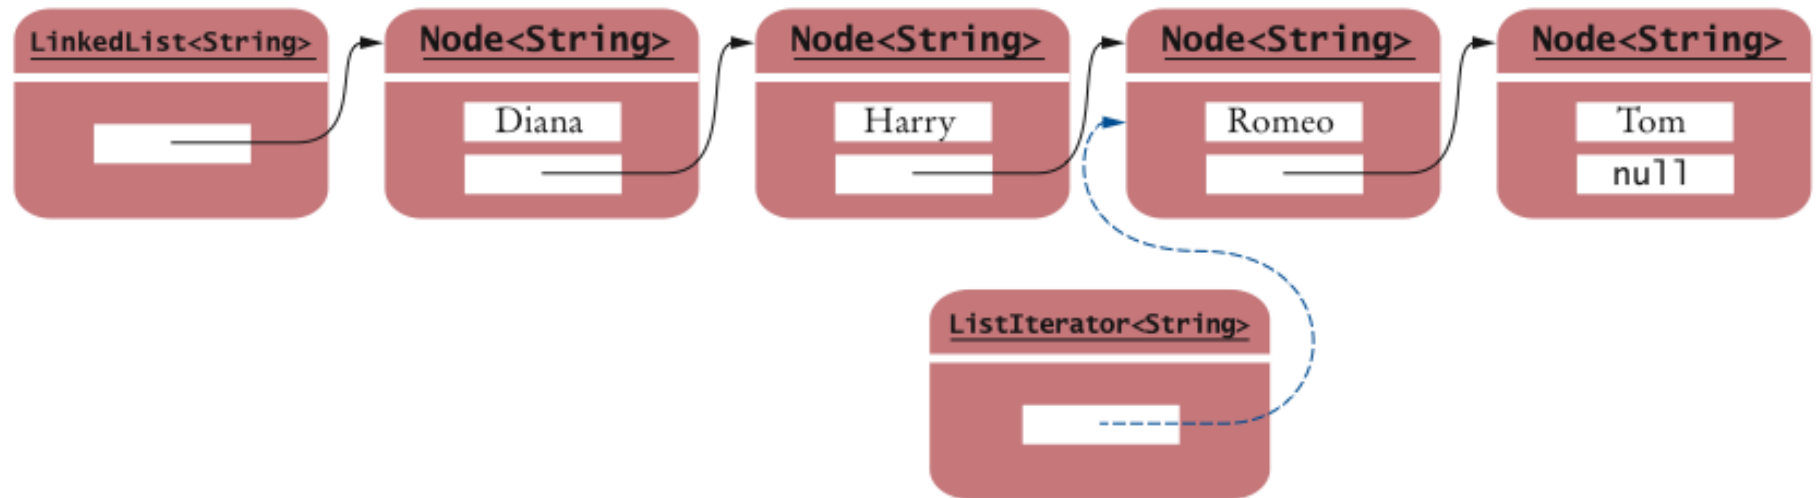 LinkedList<String>
Node<String>
Node<String>
Node<String>
Node<String>
Diana
Harry
Romeo
Tom
null
ListIterator<String>